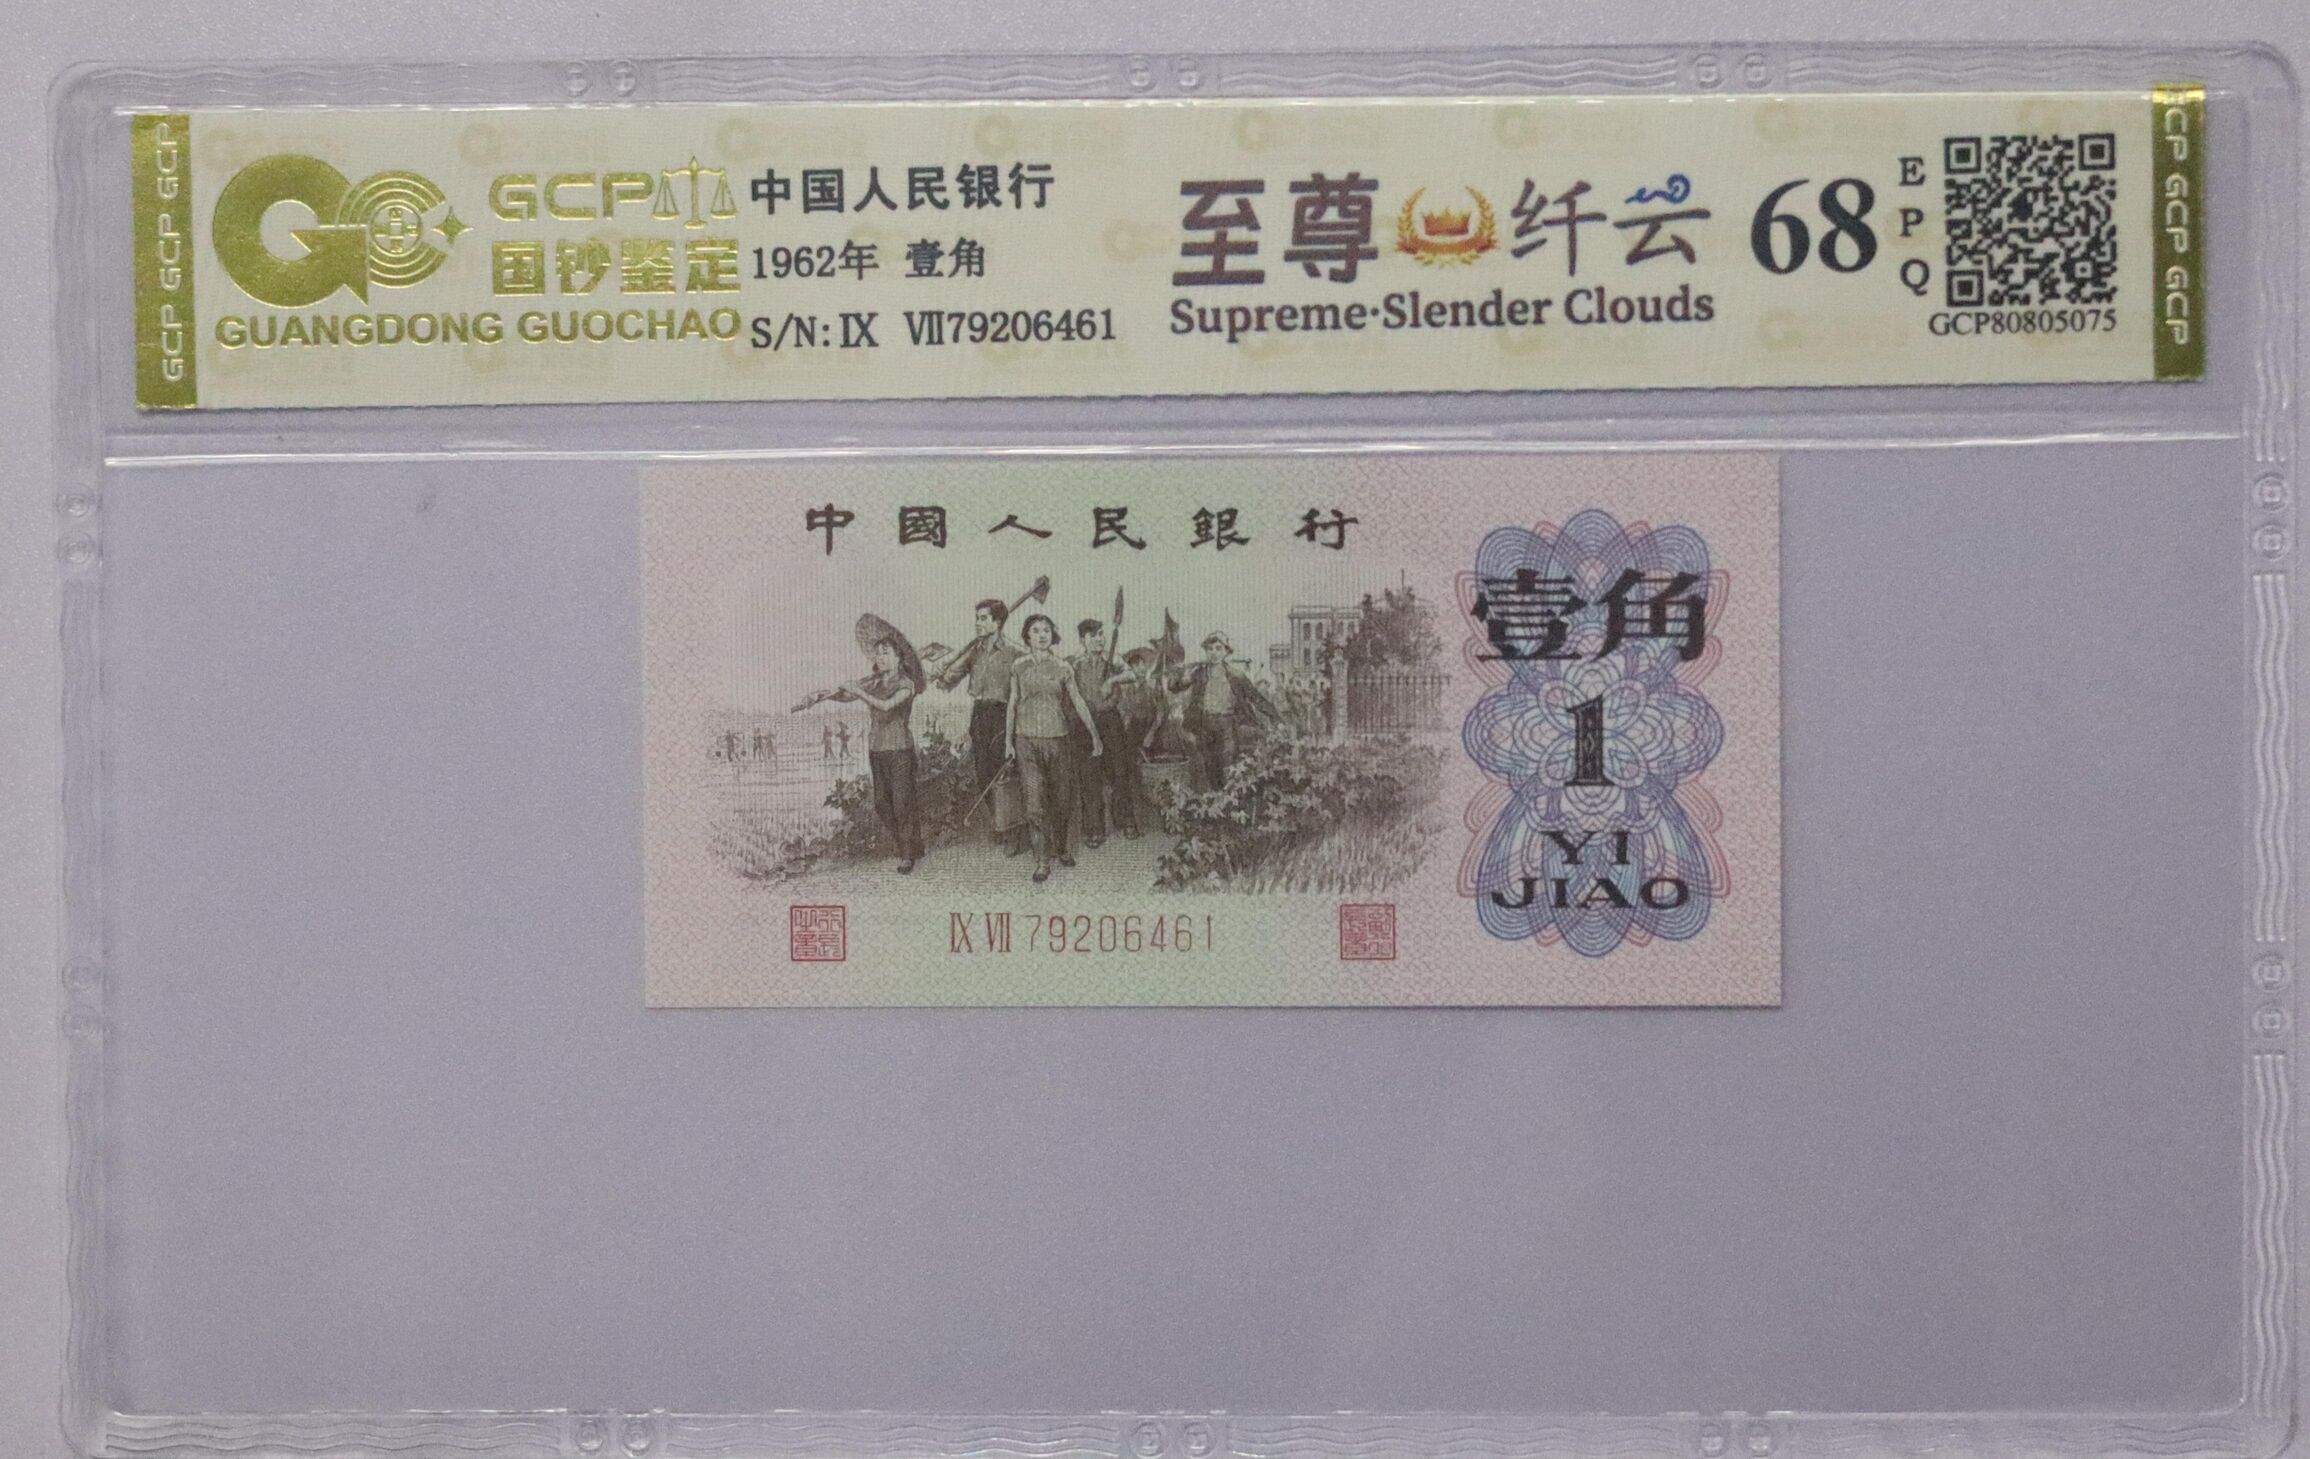 GCP GCP GCP
GCP
国钞鉴定
GUANGDONG GUOCHAO
中国人民银行
1962年 壹角
S/N: Ⅸ Ⅶ79206461
至尊 纤云
Supreme·Slender Clouds
68
EPQ
GCP80805075
GCP GCP GCP
中國人民銀行
壹角
1
YI
JIAO
Ⅸ Ⅶ 79206461